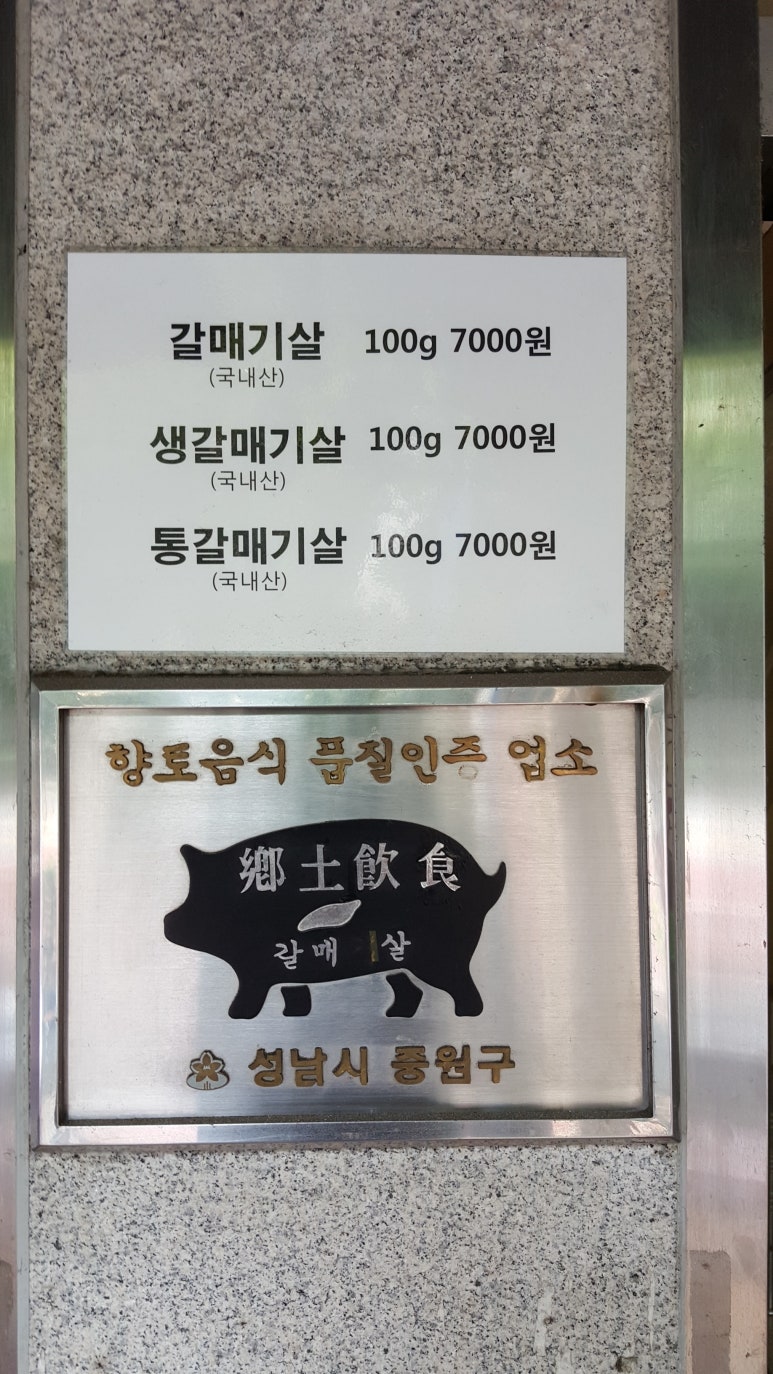 갈매기살 100g 7000원
(국내산)
생갈매기살 100g 7000원
(국내산)
통갈매기살 100g 7000원
(국내산)
향토음식 품질인증 업소
鄕土飮食
갈매기살
성남시 중원구